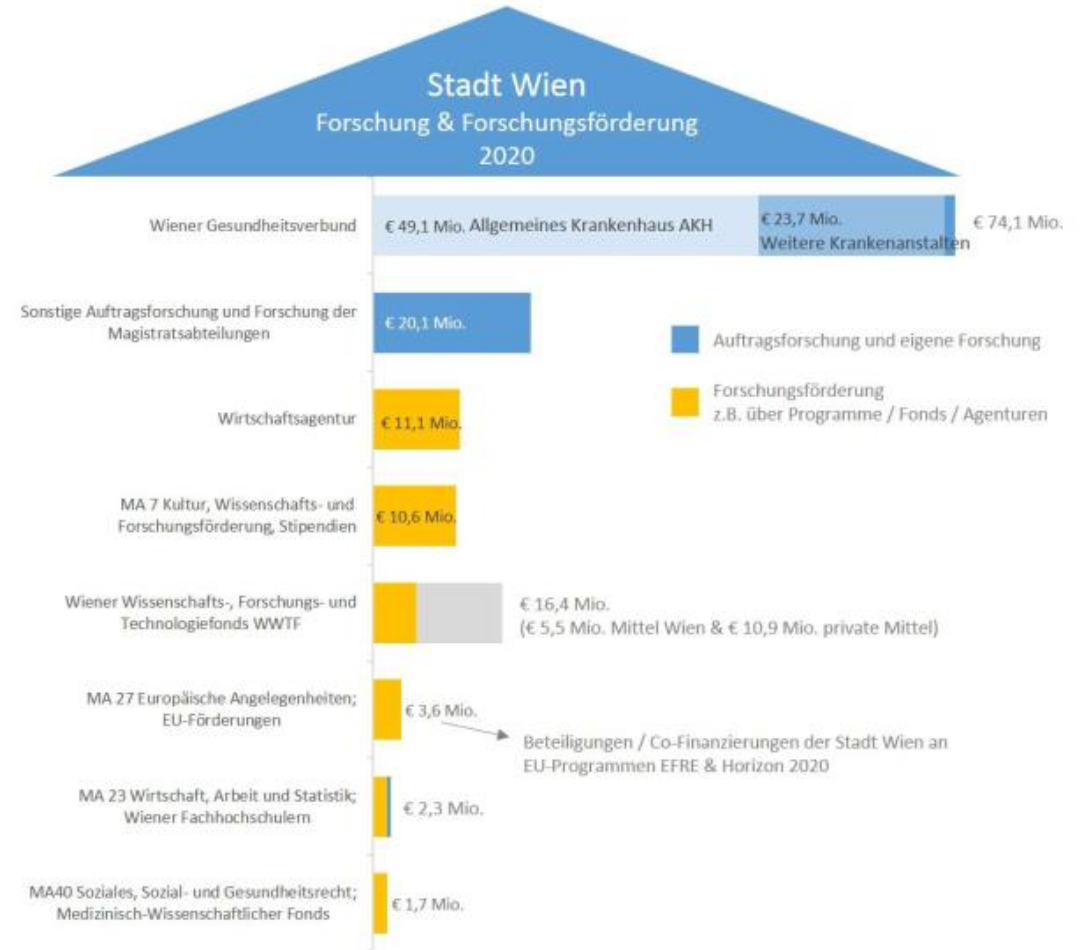 Stadt Wien
Forschung & Forschungsförderung
2020
Wiener Gesundheitsverbund
€ 49,1 Mio. Allgemeines Krankenhaus AKH
€ 23,7 Mio.
Weitere Krankenanstalten
€ 74,1 Mio.
Sonstige Auftragsforschung und Forschung der
Magistratsabteilungen
€ 20,1 Mio.
Auftragsforschung und eigene Forschung
Forschungsförderung
z.B. über Programme / Fonds / Agenturen
Wirtschaftsagentur
€ 11,1 Mio.
MA 7 Kultur, Wissenschafts- und
Forschungsförderung, Stipendien
€ 10,6 Mio.
Wiener Wissenschafts-, Forschungs- und
Technologiefonds WWTF
€ 16,4 Mio.
(€ 5,5 Mio. Mittel Wien & € 10,9 Mio. private Mittel)
MA 27 Europäische Angelegenheiten;
EU-Förderungen
€ 3,6 Mio.
Beteiligungen / Co-Finanzierungen der Stadt Wien an
EU-Programmen EFRE & Horizon 2020
MA 23 Wirtschaft, Arbeit und Statistik;
Wiener Fachhochschulern
€ 2,3 Mio.
MA40 Soziales, Sozial- und Gesundheitsrecht;
Medizinisch-Wissenschaftlicher Fonds
€ 1,7 Mio.